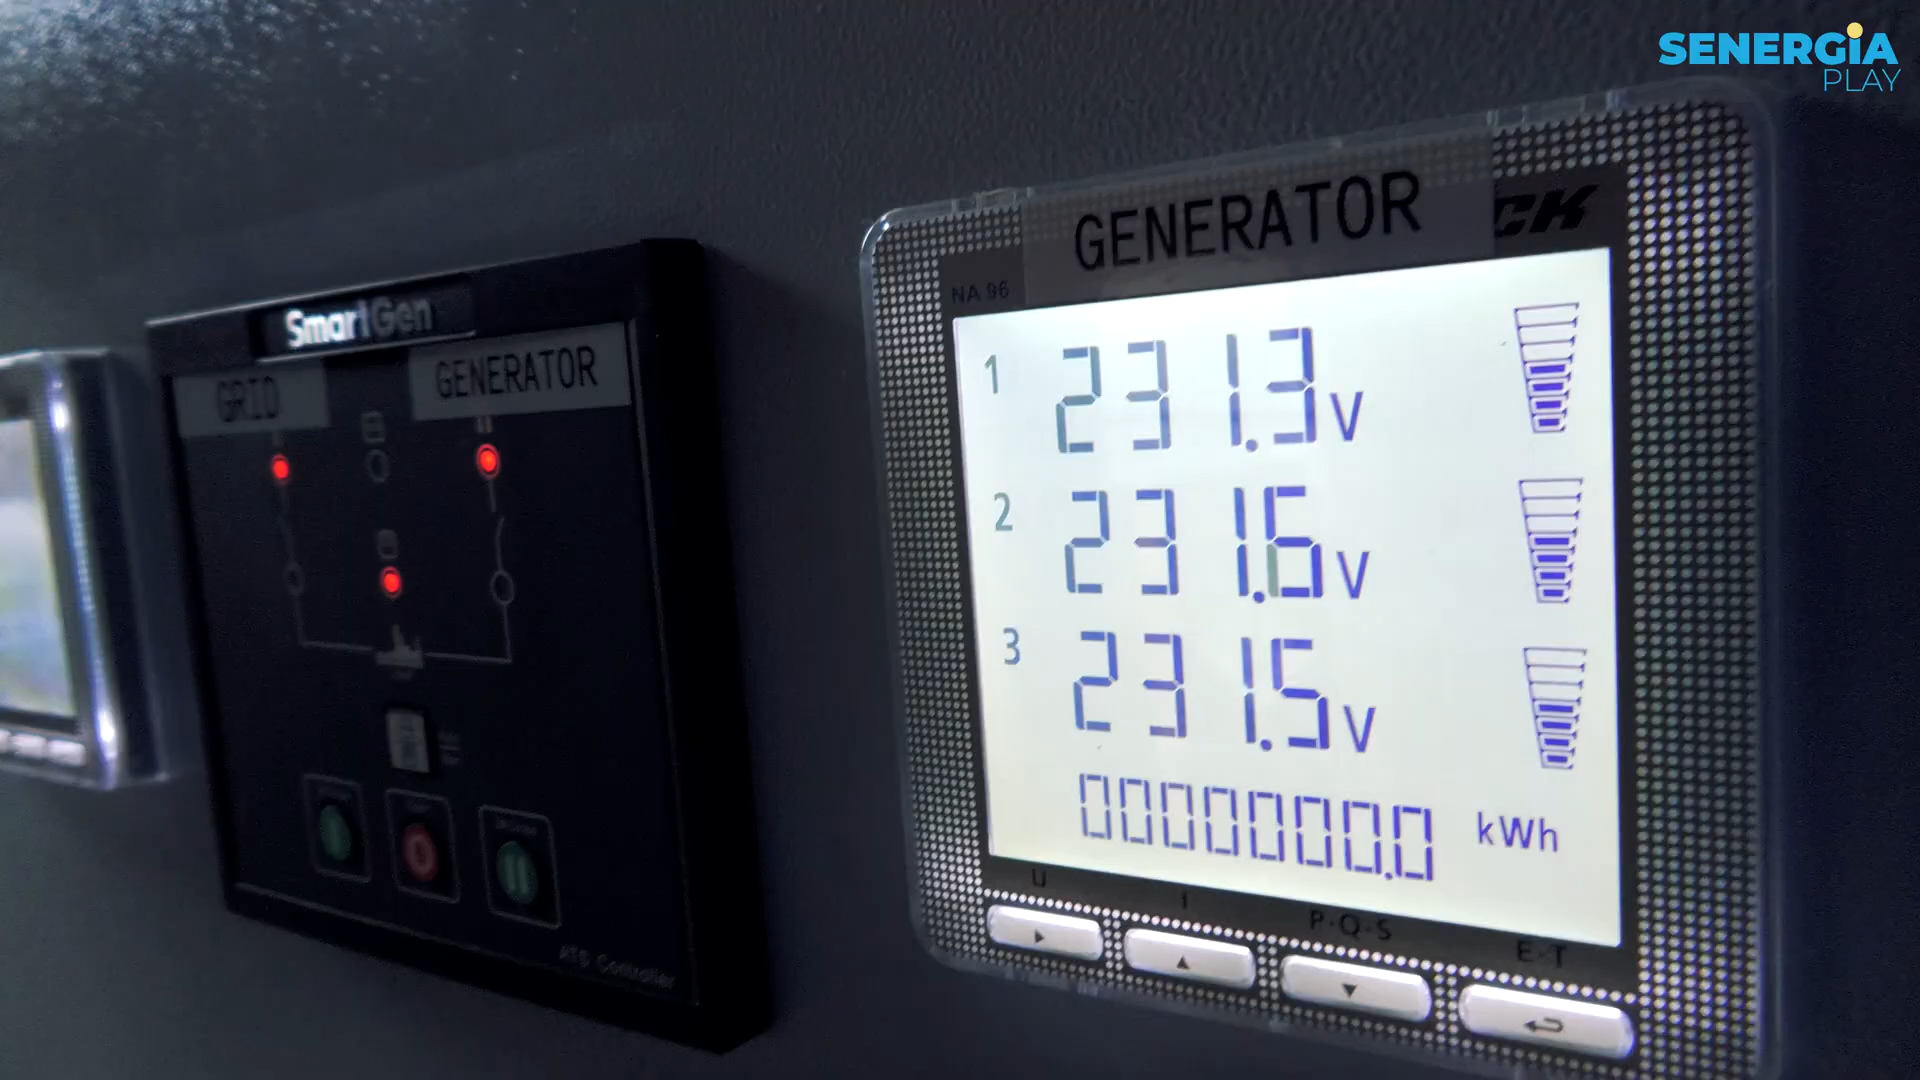 SENERGiA
PLAY
GENERATOR
CK
NA 96
1 231.3 V
2 231.6 V
3 231.5 V
0000000.0 kWh
U I P·Q·S E·T
SmartGen
GRID GENERATOR
ATS Controller